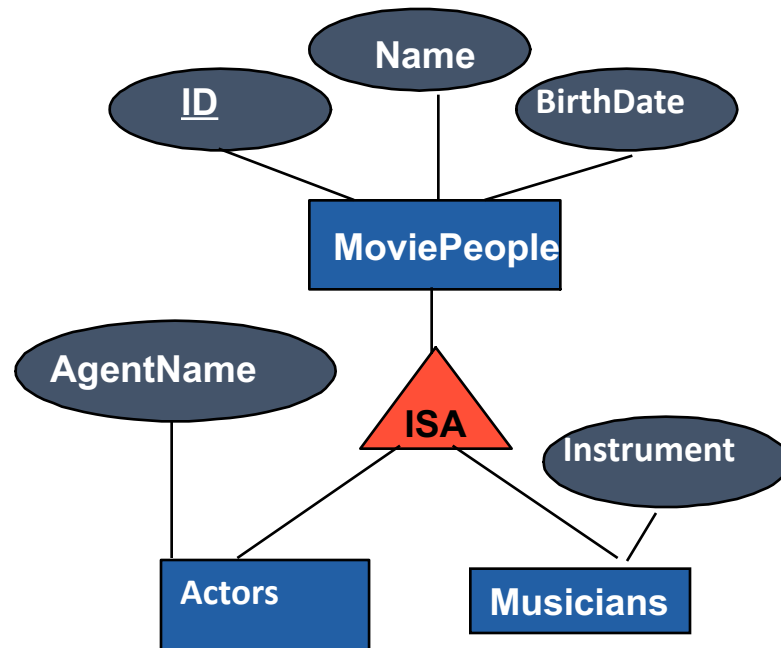 Name
ID
BirthDate
MoviePeople
AgentName
ISA
Instrument
Actors
Musicians